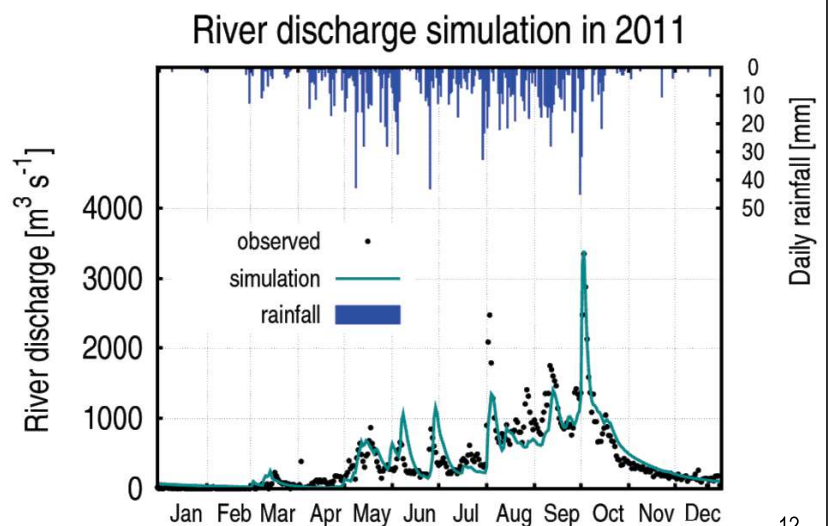 River discharge simulation in 2011
River discharge [m³ s⁻¹]
4000
3000
2000
1000
0
observed
simulation
rainfall
0
10
20
30
40
50
Daily rainfall [mm]
Jan Feb Mar Apr May Jun Jul Aug Sep Oct Nov Dec